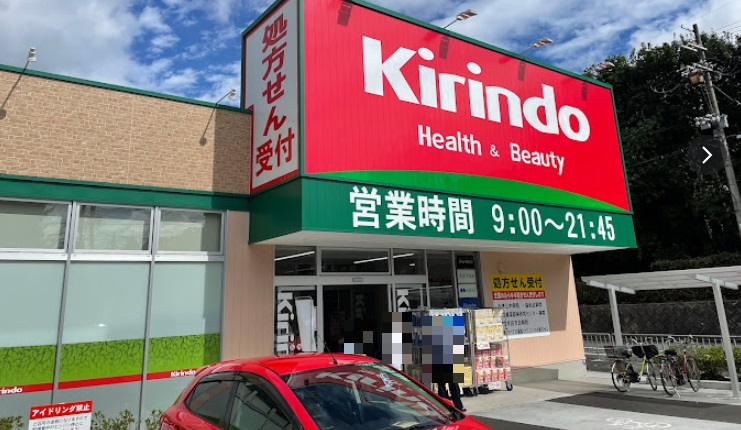 処方せん受付
Kirindo
Health & Beauty
営業時間 9:00～21:45
処方せん受付
Kirindo
indo
アイドリング禁止